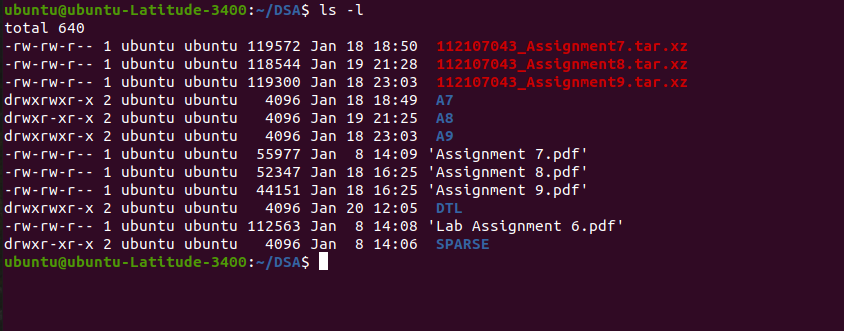 ubuntu@ubuntu-Latitude-3400:~/DSA$ ls -l
total 640
-rw-rw-r-- 1 ubuntu ubuntu 119572 Jan 18 18:50  112107043_Assignment7.tar.xz
-rw-rw-r-- 1 ubuntu ubuntu 118544 Jan 19 21:28  112107043_Assignment8.tar.xz
-rw-rw-r-- 1 ubuntu ubuntu 119300 Jan 18 23:03  112107043_Assignment9.tar.xz
drwxrwxr-x 2 ubuntu ubuntu   4096 Jan 18 18:49  A7
drwxr-xr-x 2 ubuntu ubuntu   4096 Jan 19 21:25  A8
drwxrwxr-x 2 ubuntu ubuntu   4096 Jan 18 23:03  A9
-rw-rw-r-- 1 ubuntu ubuntu  55977 Jan  8 14:09 'Assignment 7.pdf'
-rw-rw-r-- 1 ubuntu ubuntu  52347 Jan 18 16:25 'Assignment 8.pdf'
-rw-rw-r-- 1 ubuntu ubuntu  44151 Jan 18 16:25 'Assignment 9.pdf'
drwxrwxr-x 2 ubuntu ubuntu   4096 Jan 20 12:05  DTL
-rw-rw-r-- 1 ubuntu ubuntu 112563 Jan  8 14:08 'Lab Assignment 6.pdf'
drwxr-xr-x 2 ubuntu ubuntu   4096 Jan  8 14:06  SPARSE
ubuntu@ubuntu-Latitude-3400:~/DSA$